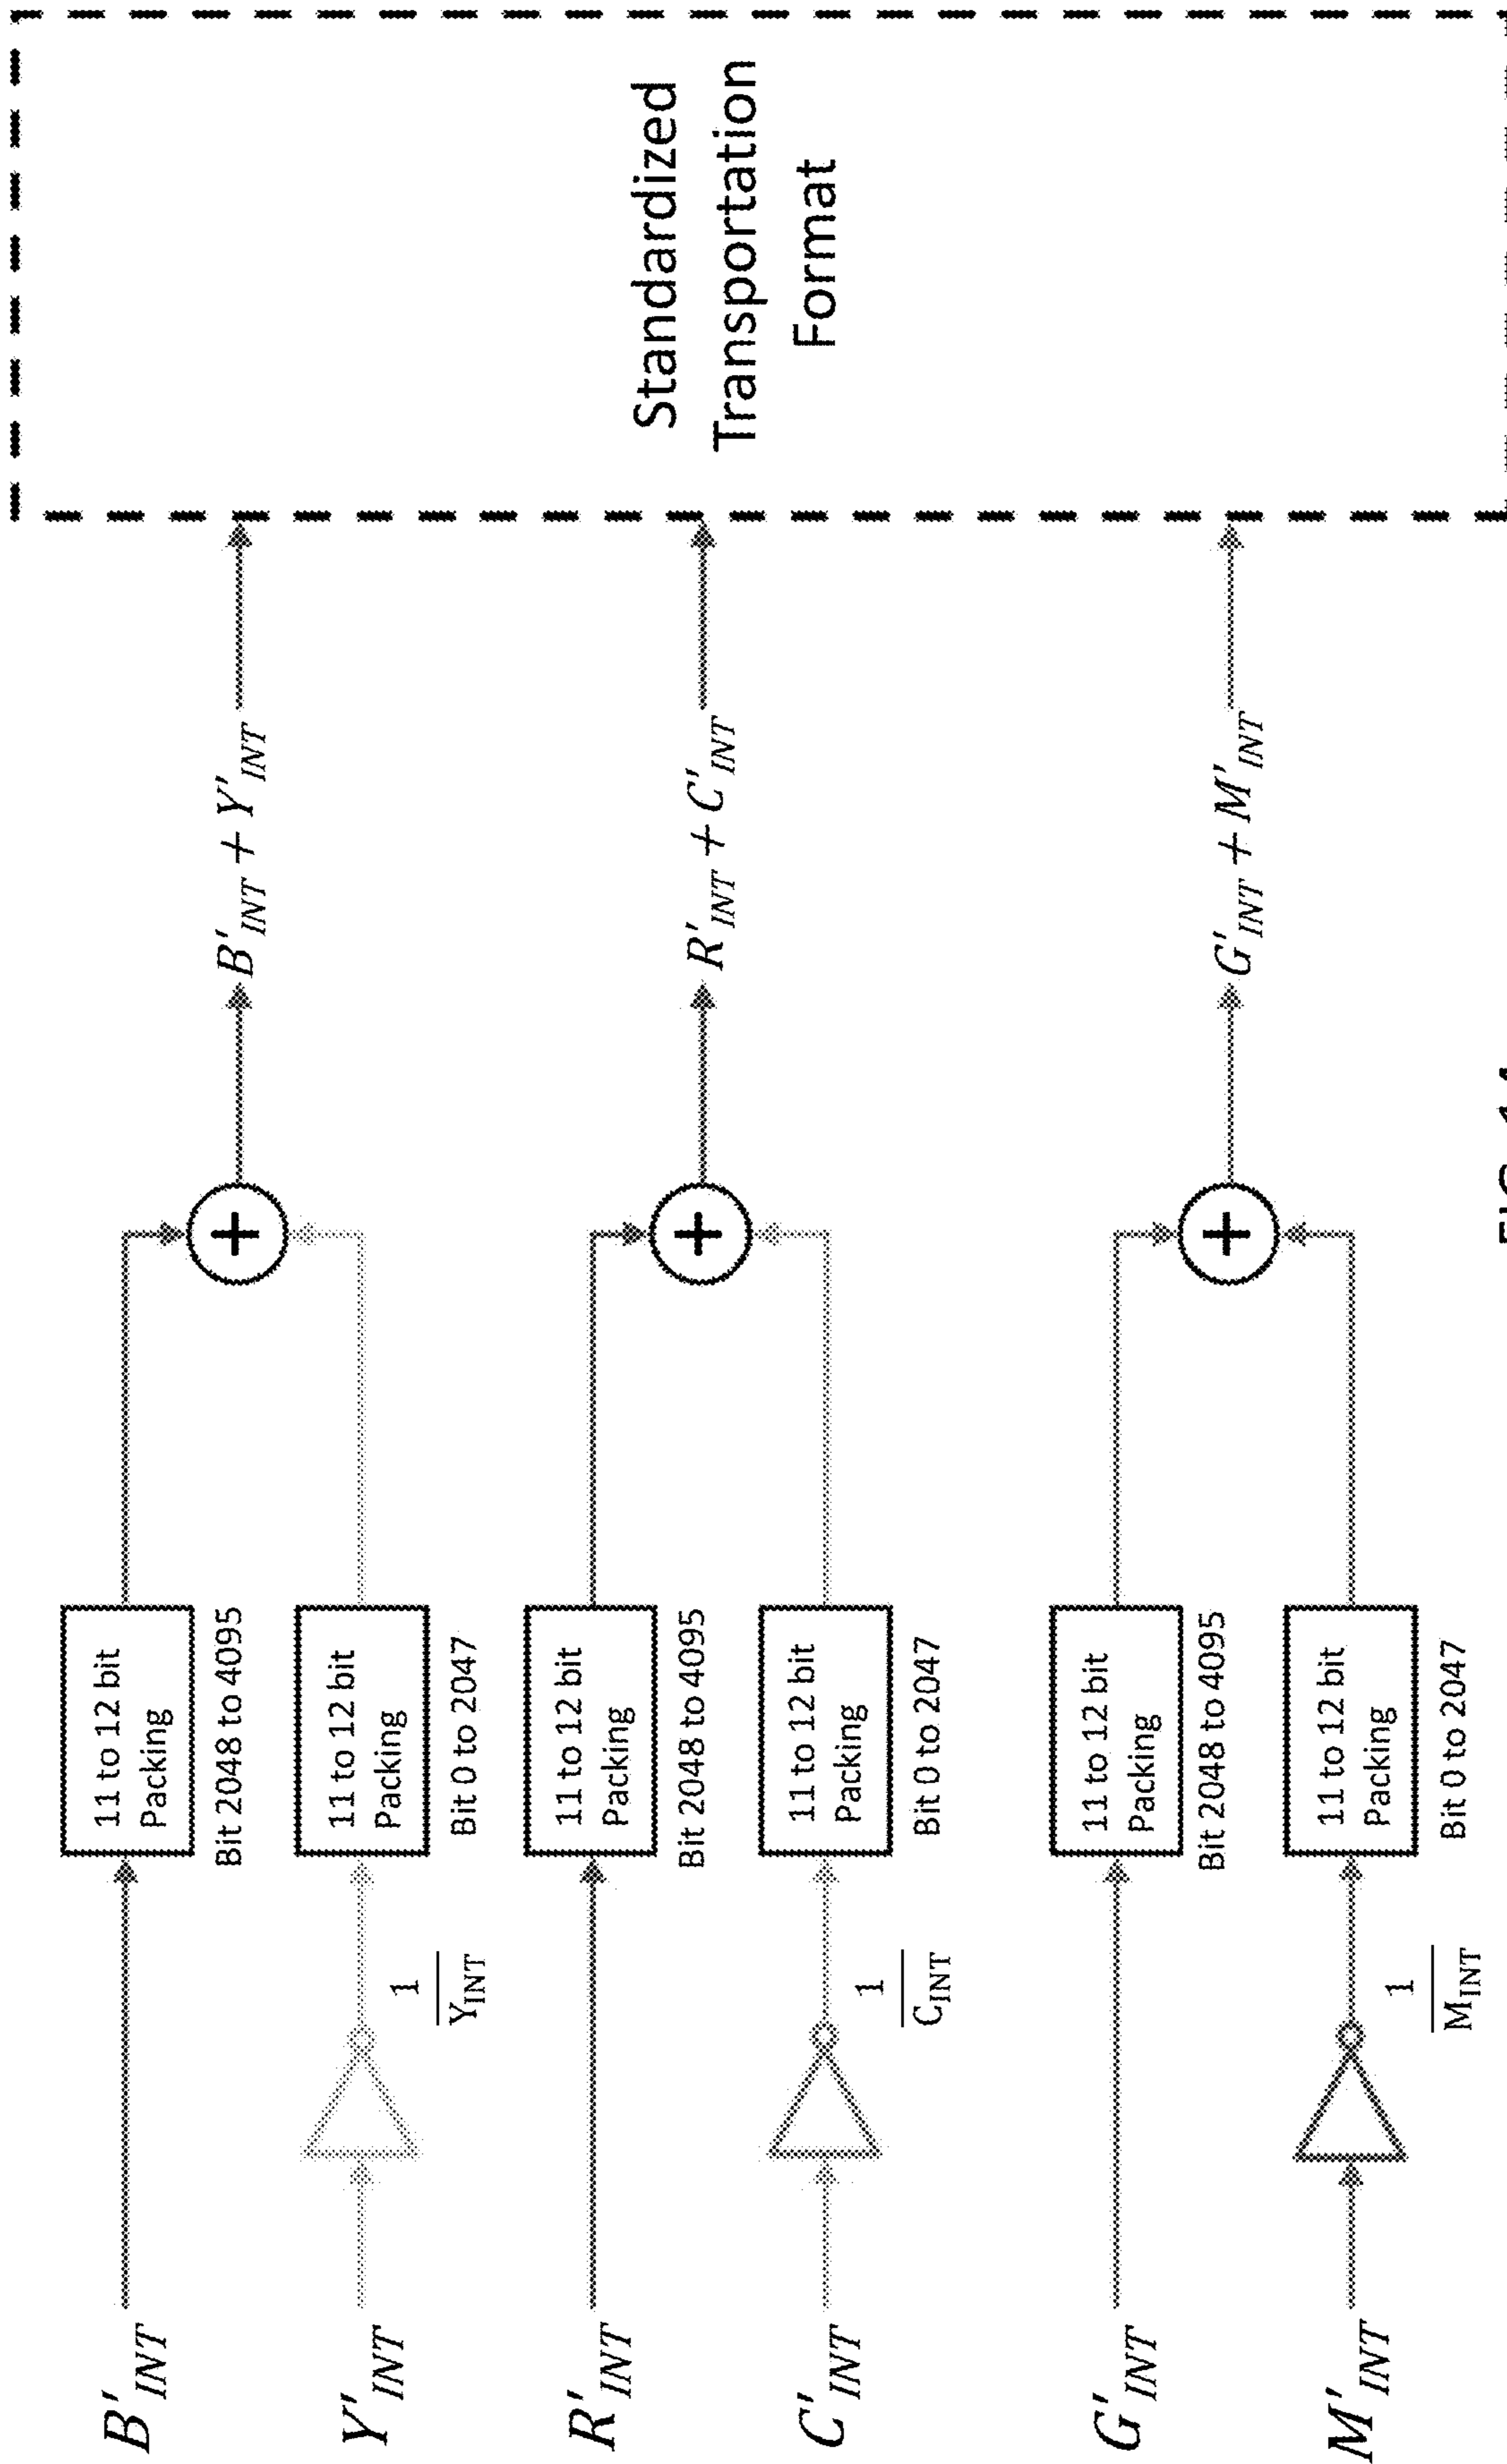 B'INT
11 to 12 bit
Packing
Bit 2048 to 4095
+
B'INT + Y'INT
Y'INT
1
YINT
11 to 12 bit
Packing
Bit 0 to 2047
R'INT
11 to 12 bit
Packing
Bit 2048 to 4095
+
R'INT + C'INT
C'INT
1
CINT
11 to 12 bit
Packing
Bit 0 to 2047
G'INT
11 to 12 bit
Packing
Bit 2048 to 4095
+
G'INT + M'INT
M'INT
1
MINT
11 to 12 bit
Packing
Bit 0 to 2047
Standardized
Transportation
Format